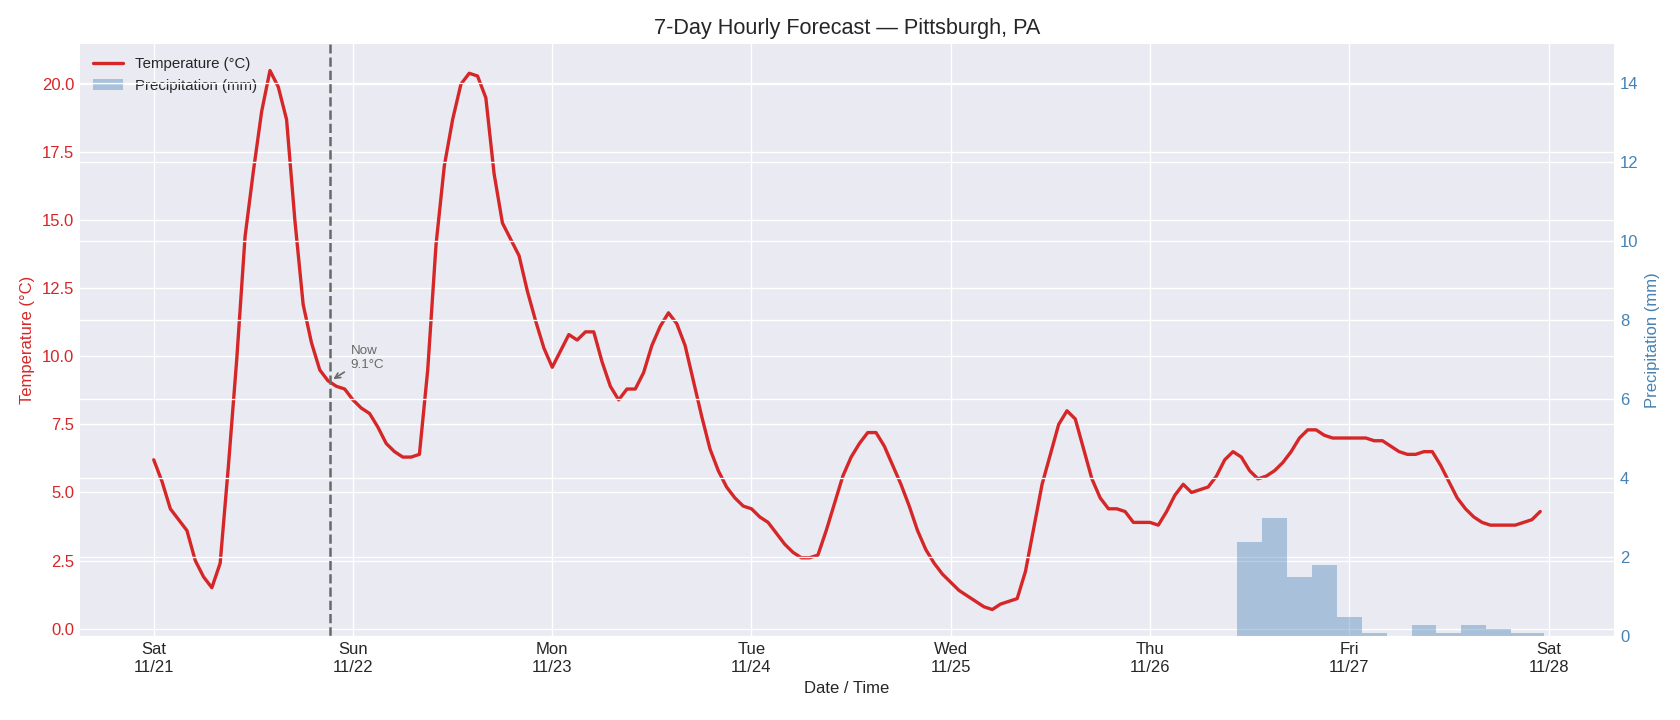 7-Day Hourly Forecast — Pittsburgh, PA
Temperature (°C)
Precipitation (mm)
20.0
17.5
15.0
12.5
10.0
7.5
5.0
2.5
0.0
Temperature (°C)
Now
9.1°C
14
12
10
8
6
4
2
0
Precipitation (mm)
Sat
11/21
Sun
11/22
Mon
11/23
Tue
11/24
Wed
11/25
Thu
11/26
Fri
11/27
Sat
11/28
Date / Time